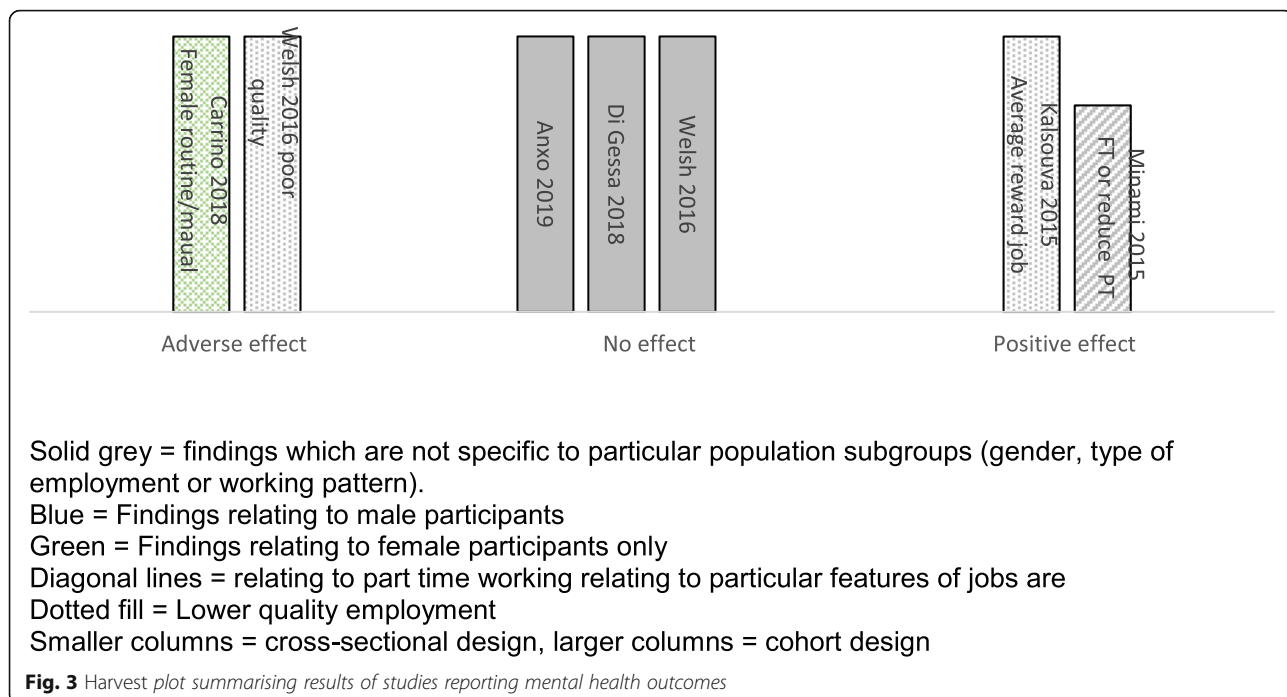 Female routine/maual
Carrino 2018
Welsh 2016 poor
quality
Anxo 2019
Di Gessa 2018
Welsh 2016
Average reward job
Kalsouva 2015
FT or reduce PT
Minami 2015
Adverse effect
No effect
Positive effect
Solid grey = findings which are not specific to particular population subgroups (gender, type of
employment or working pattern).
Blue = Findings relating to male participants
Green = Findings relating to female participants only
Diagonal lines = relating to part time working relating to particular features of jobs are
Dotted fill = Lower quality employment
Smaller columns = cross-sectional design, larger columns = cohort design
Fig. 3 Harvest plot summarising results of studies reporting mental health outcomes